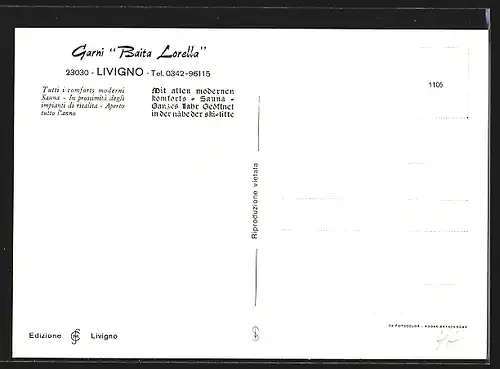 Garni "Baita Lorella"
23030 - LIVIGNO - Tel. 0342-96115
Tutti i comforts moderni
Sauna - In prossimità degli
impianti di risalita - Aperto
tutto l'anno
Mit allen modernen
komforts - Sauna -
Ganzes Jahr Geöffnet
in der nähe der ski-lifte
1105
Riproduzione vietata
Edizione Livigno